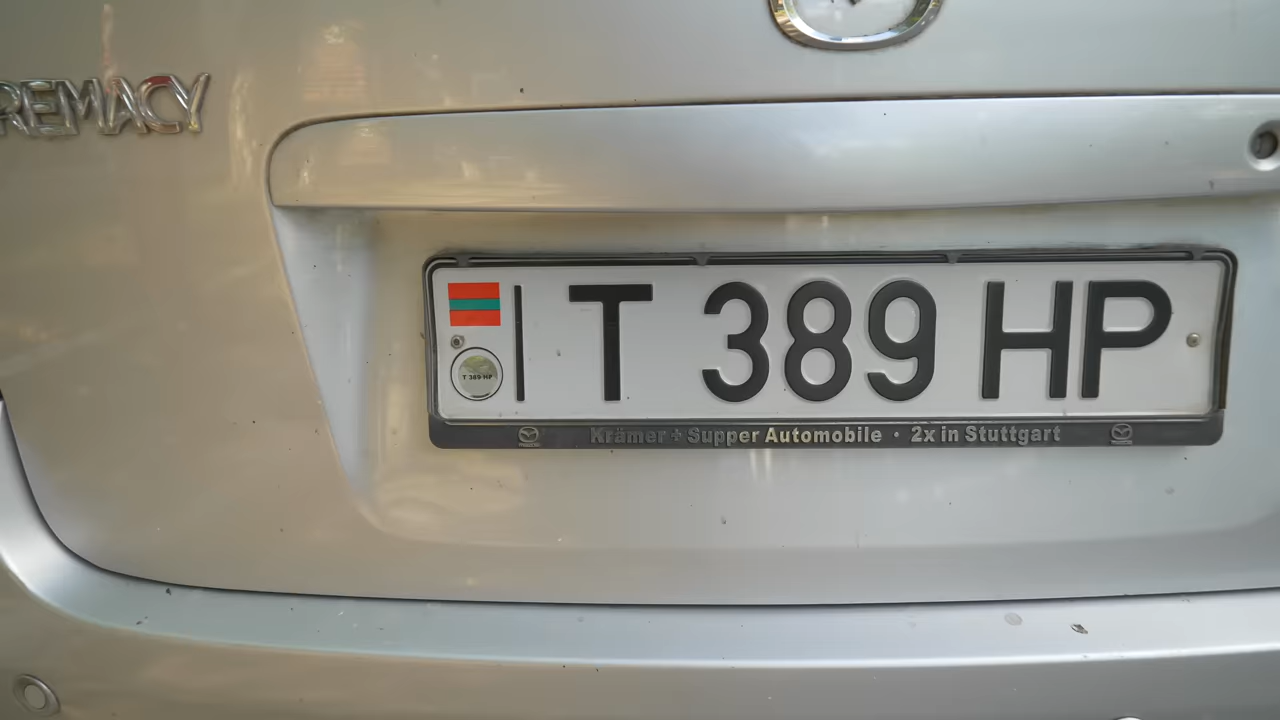 REMACY
T 389 HP
T 389 HP
Krämer + Supper Automobile · 2x in Stuttgart